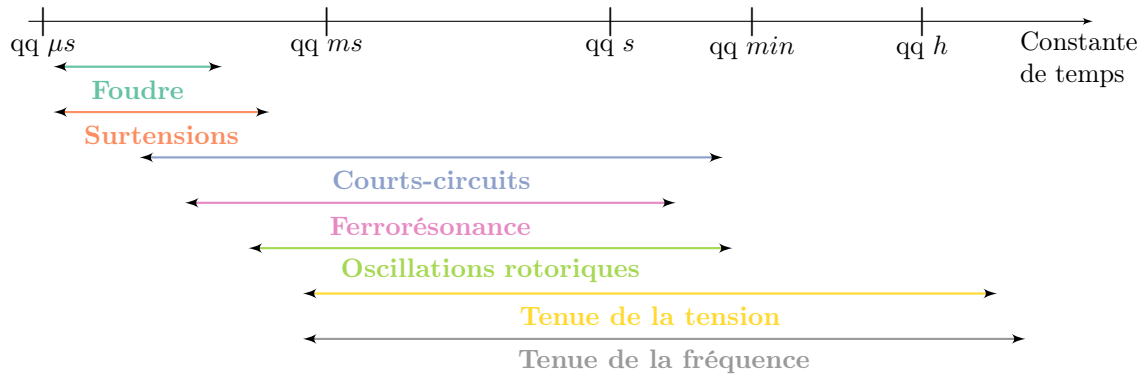 qq μs qq ms qq s qq min qq h Constante
de temps
Foudre
Surtensions
Courts-circuits
Ferrorésonance
Oscillations rotoriques
Tenue de la tension
Tenue de la fréquence